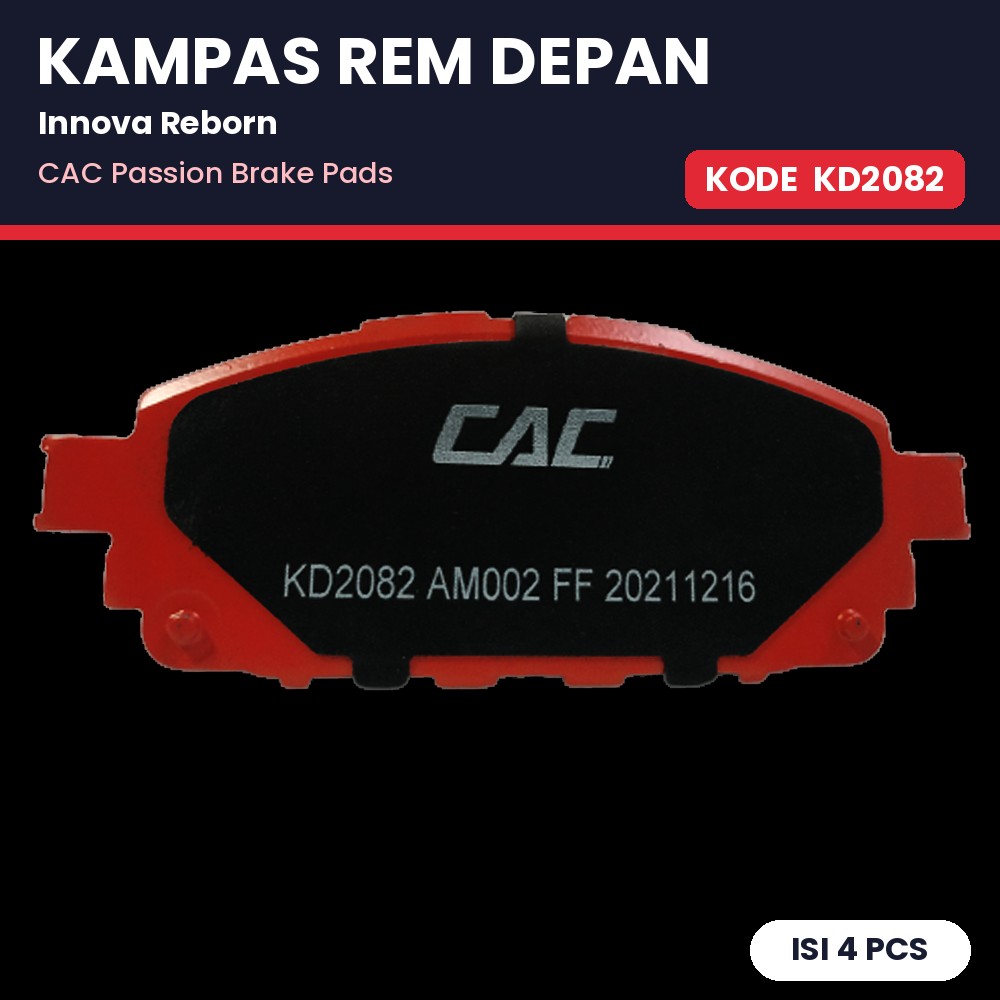 KAMPAS REM DEPAN
Innova Reborn
CAC Passion Brake Pads
KODE KD2082
CAC
KD2082 AM002 FF 20211216
ISI 4 PCS